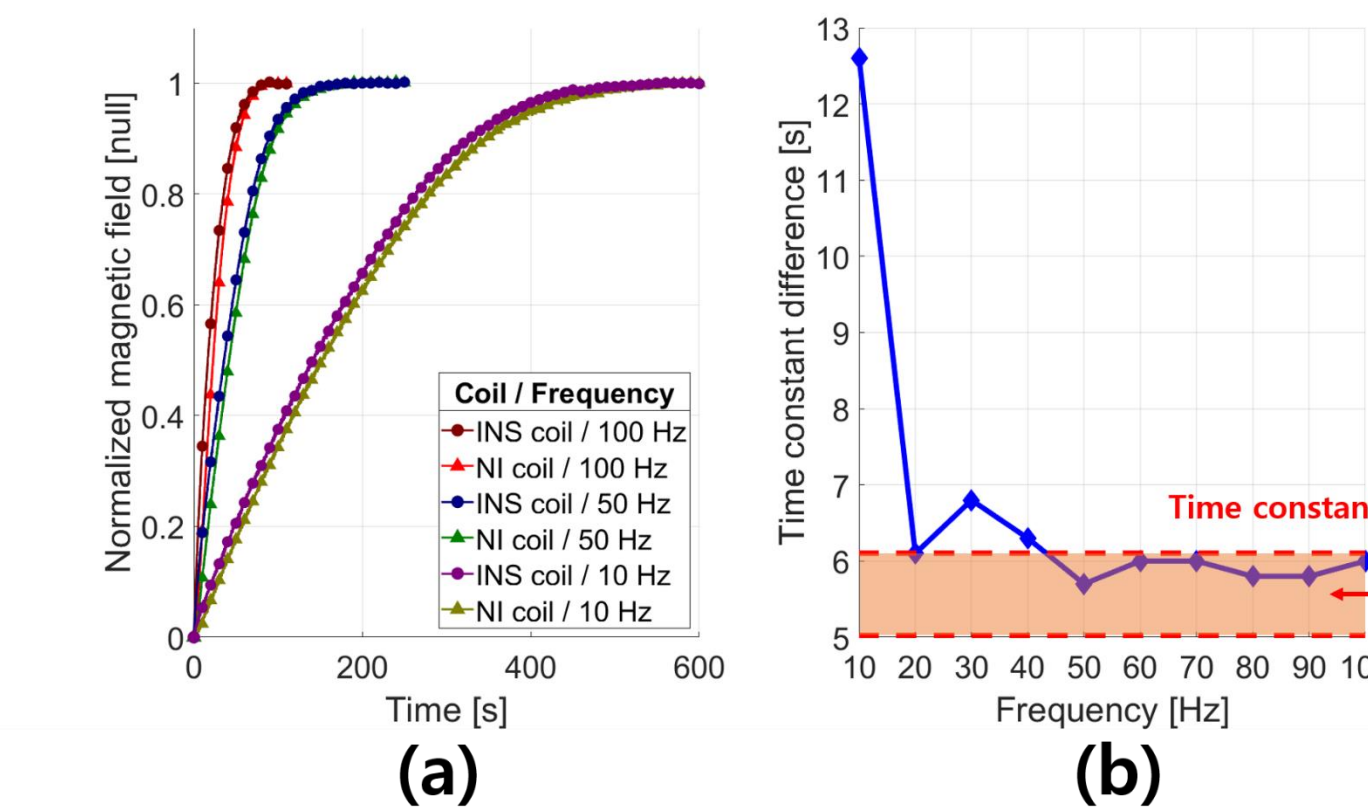 Normalized magnetic field [null]
1
0.8
0.6
0.4
0.2
0
0 200 400 600
Time [s]
Coil / Frequency
INS coil / 100 Hz
NI coil / 100 Hz
INS coil / 50 Hz
NI coil / 50 Hz
INS coil / 10 Hz
NI coil / 10 Hz
(a)
Time constant difference [s]
13
12
11
10
9
8
7
6
5
10 20 30 40 50 60 70 80 90
Frequency [Hz]
Time
(b)